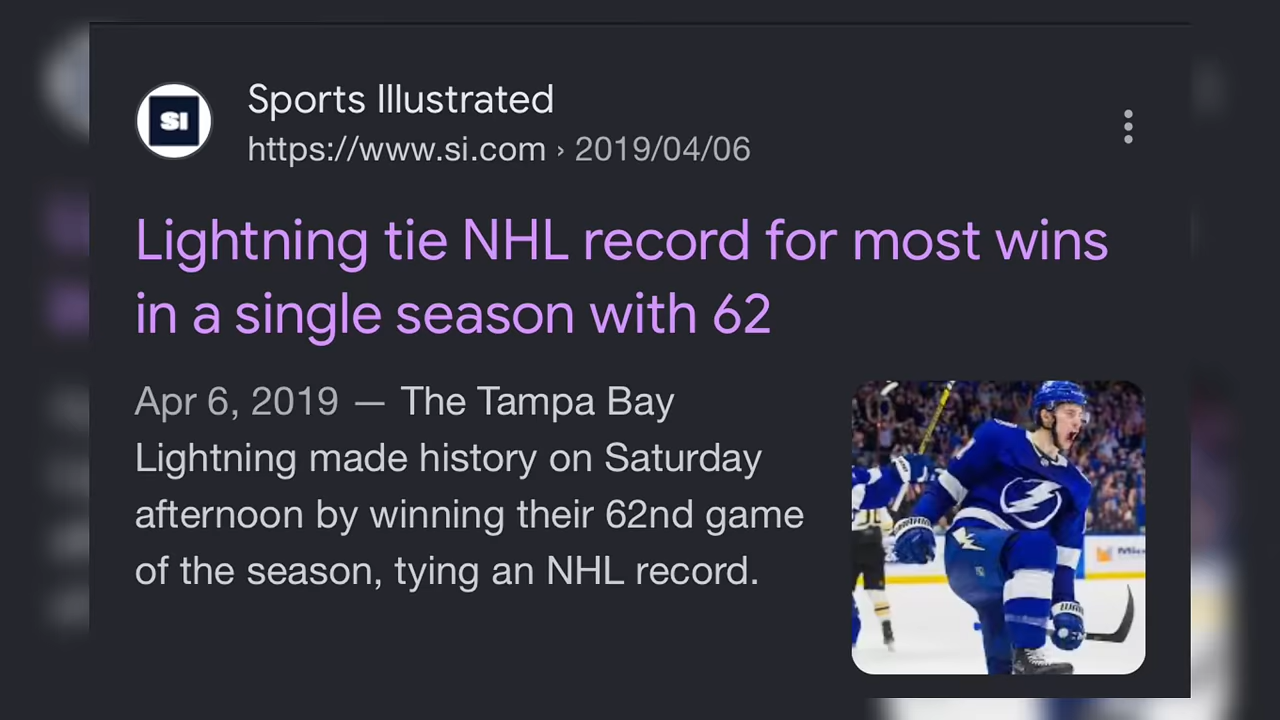 SI
Sports Illustrated
https://www.si.com › 2019/04/06
Lightning tie NHL record for most wins
in a single season with 62
Apr 6, 2019 — The Tampa Bay
Lightning made history on Saturday
afternoon by winning their 62nd game
of the season, tying an NHL record.